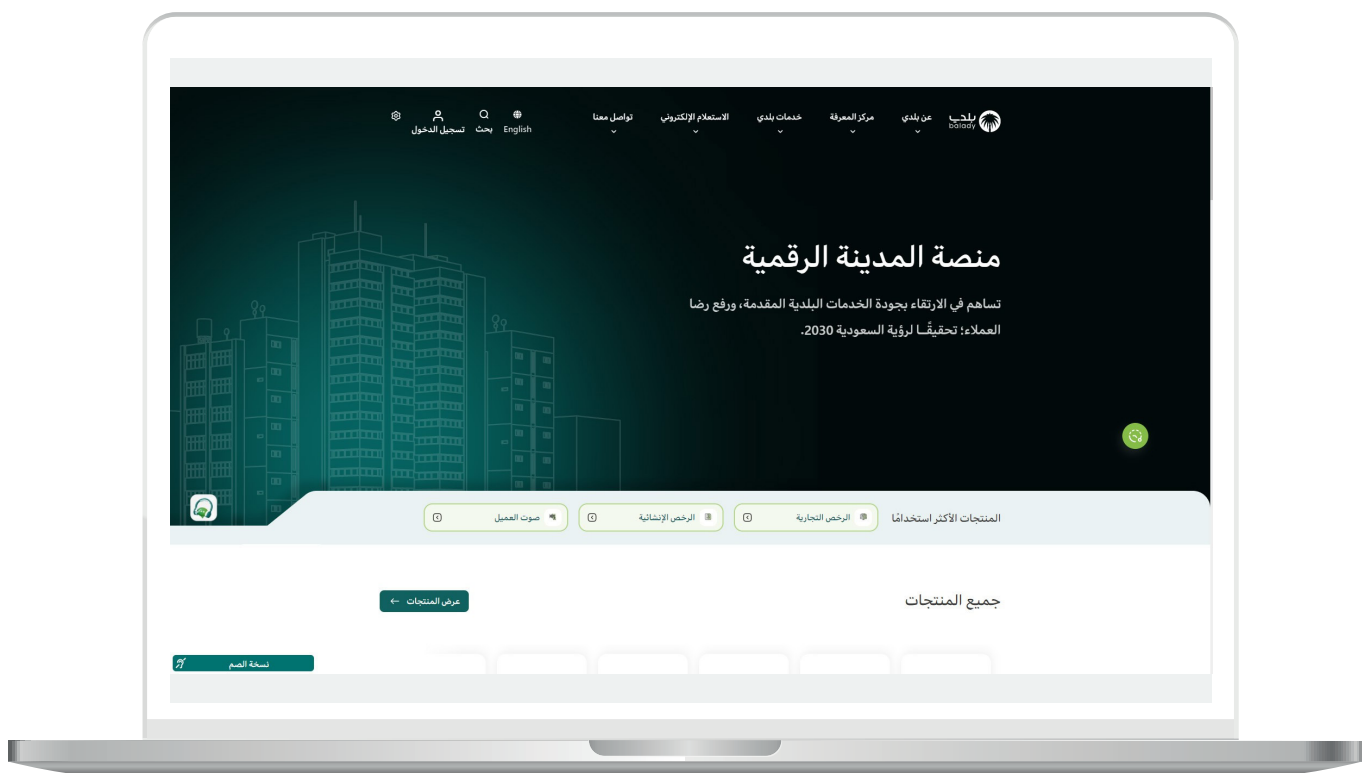 بلدي
balady
عن بلدي
مركز المعرفة
خدمات بلدي
الاستعلام الإلكتروني
تواصل معنا
English
بحث
تسجيل الدخول
منصة المدينة الرقمية
تساهم في الارتقاء بجودة الخدمات البلدية المقدمة، ورفع رضا
العملاء؛ تحقيقًا لرؤية السعودية 2030.
المنتجات الأكثر استخدامًا
الرخص التجارية
الرخص الإنشائية
صوت العميل
جميع المنتجات
عرض المنتجات
نسخة الصم